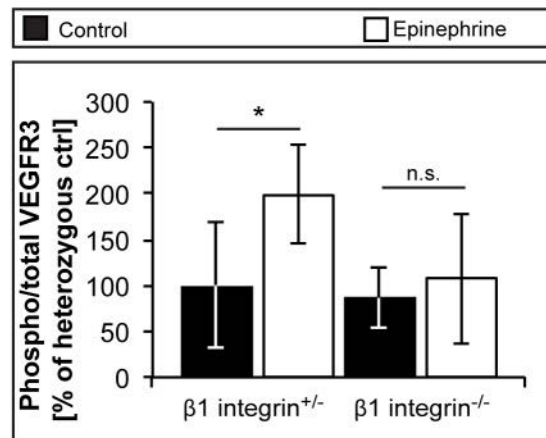 Control Epinephrine
Phospho/total VEGFR3
[% of heterozygous ctrl]
300
250
200
150
100
50
0
*
n.s.
β1 integrin+/- β1 integrin-/-